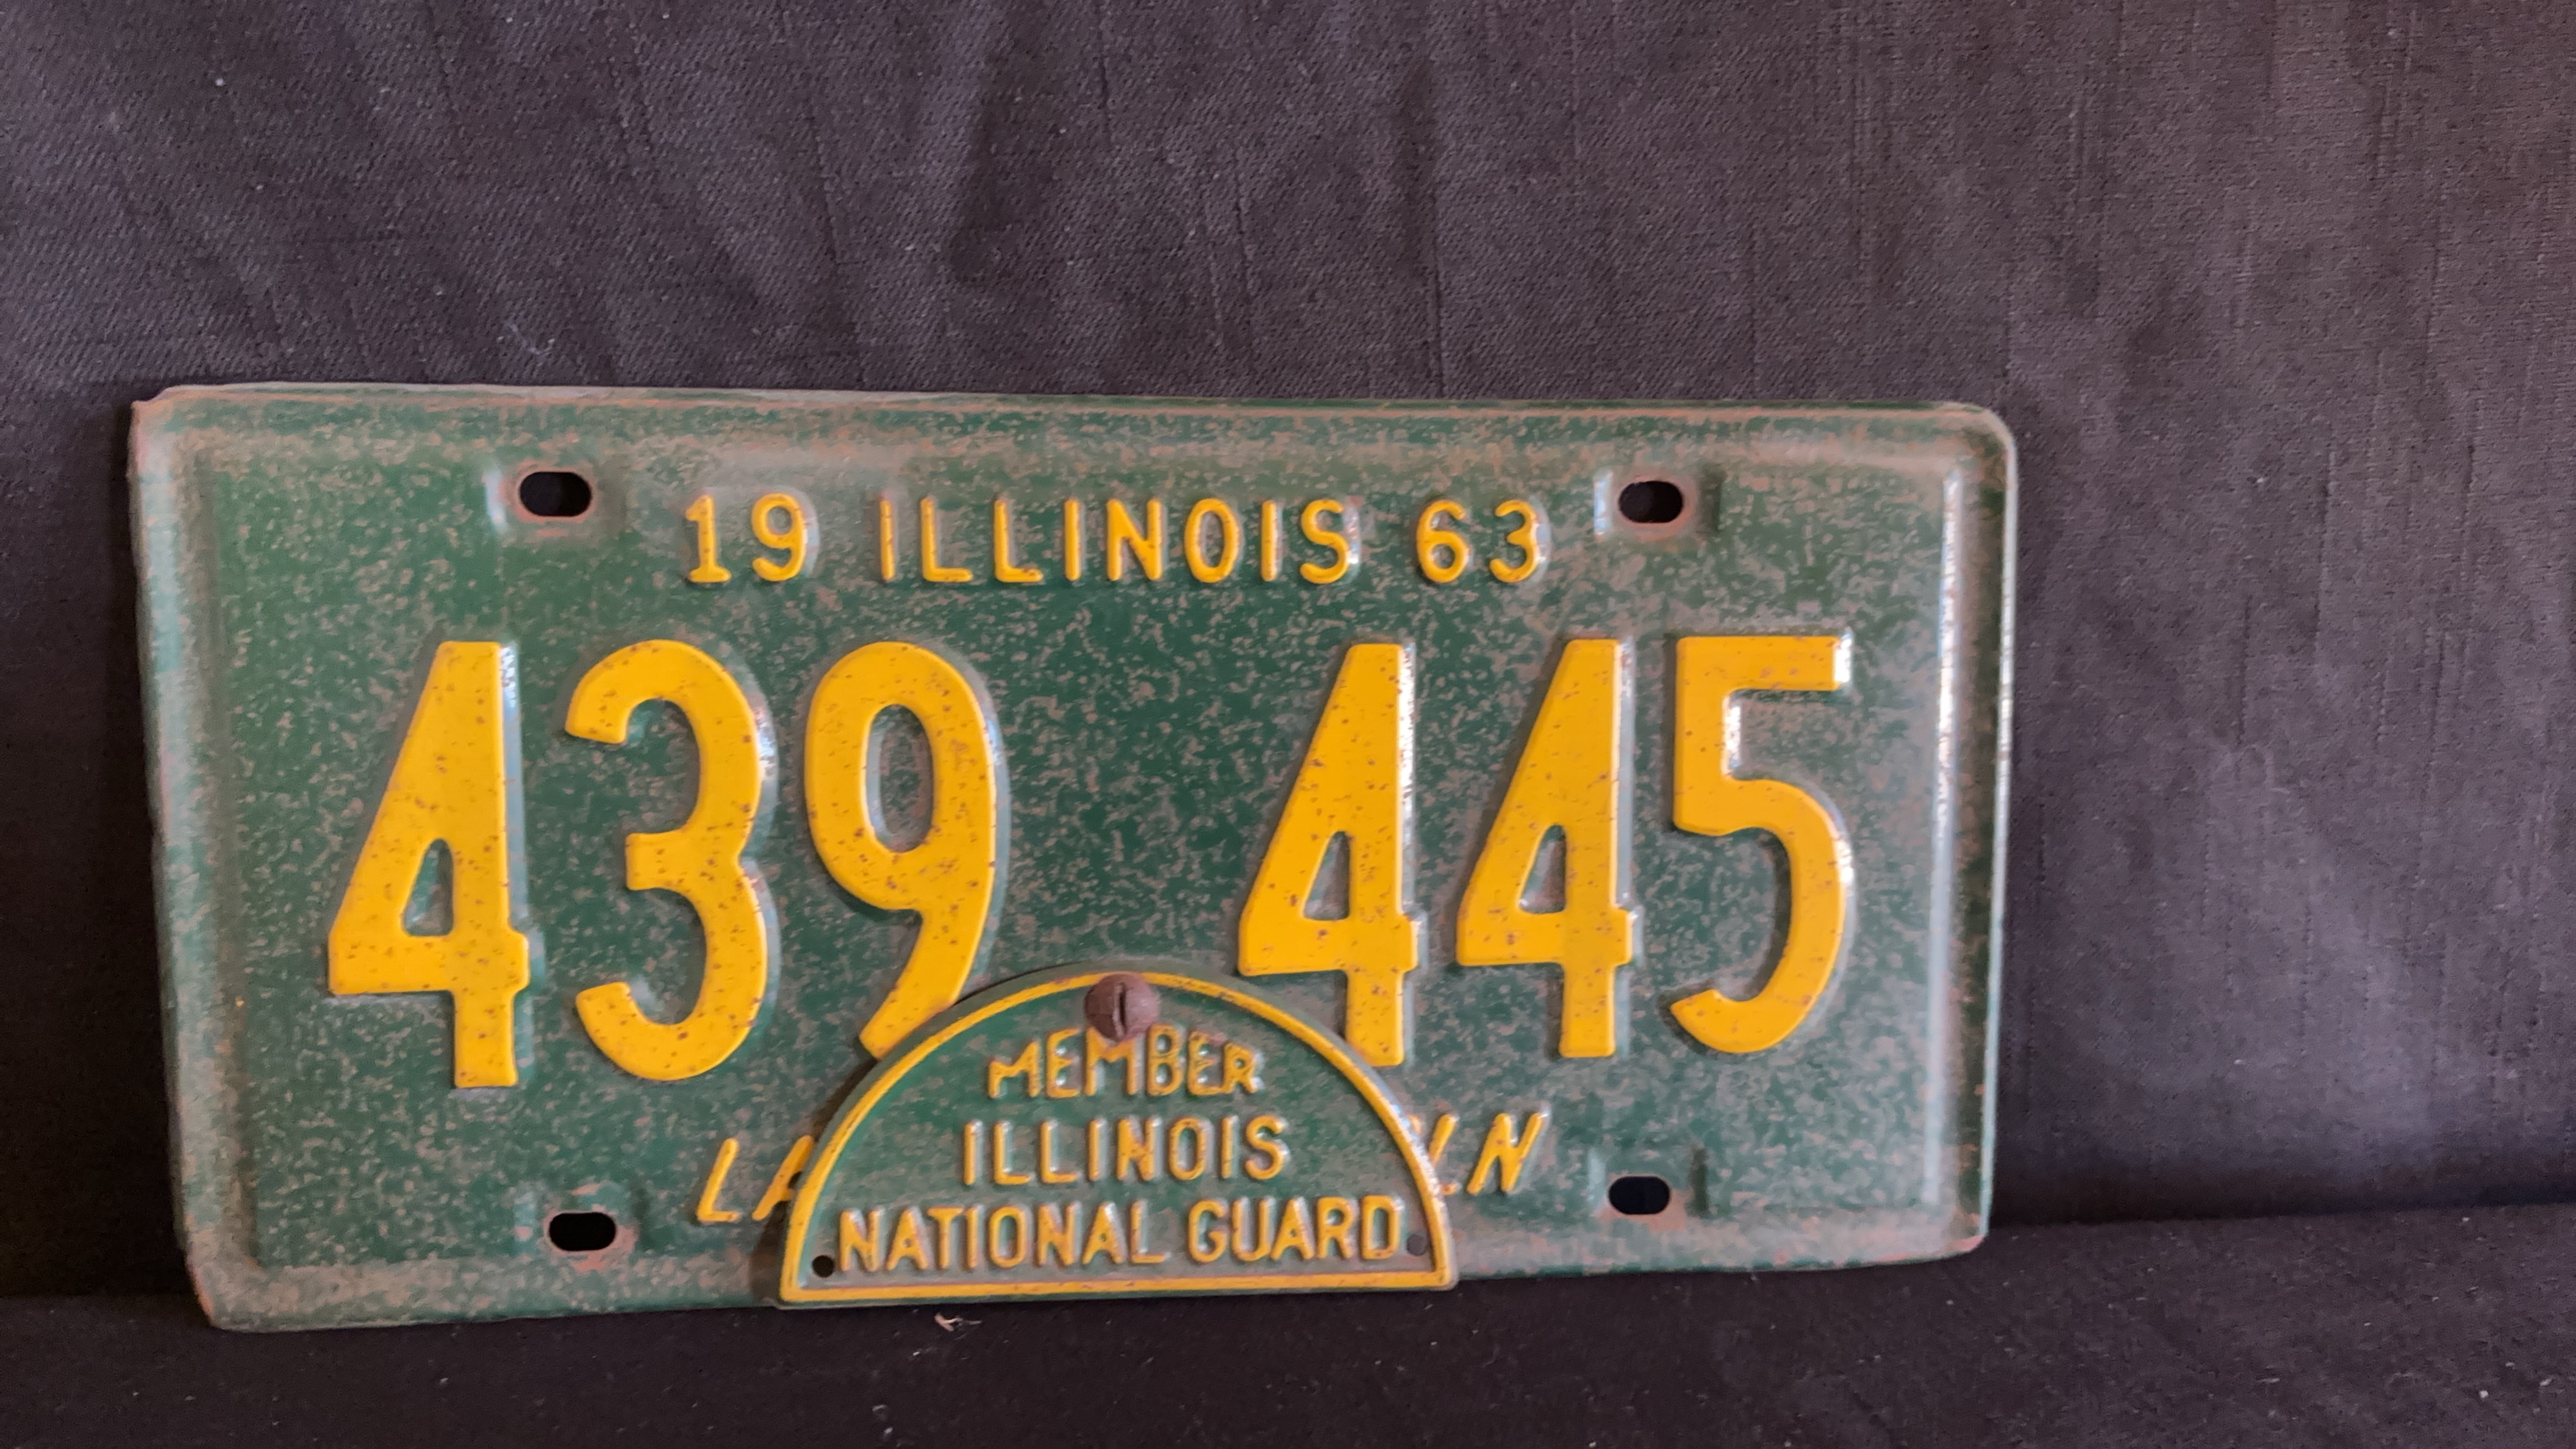 19 ILLINOIS 63
439 445
MEMBER
ILLINOIS
NATIONAL GUARD